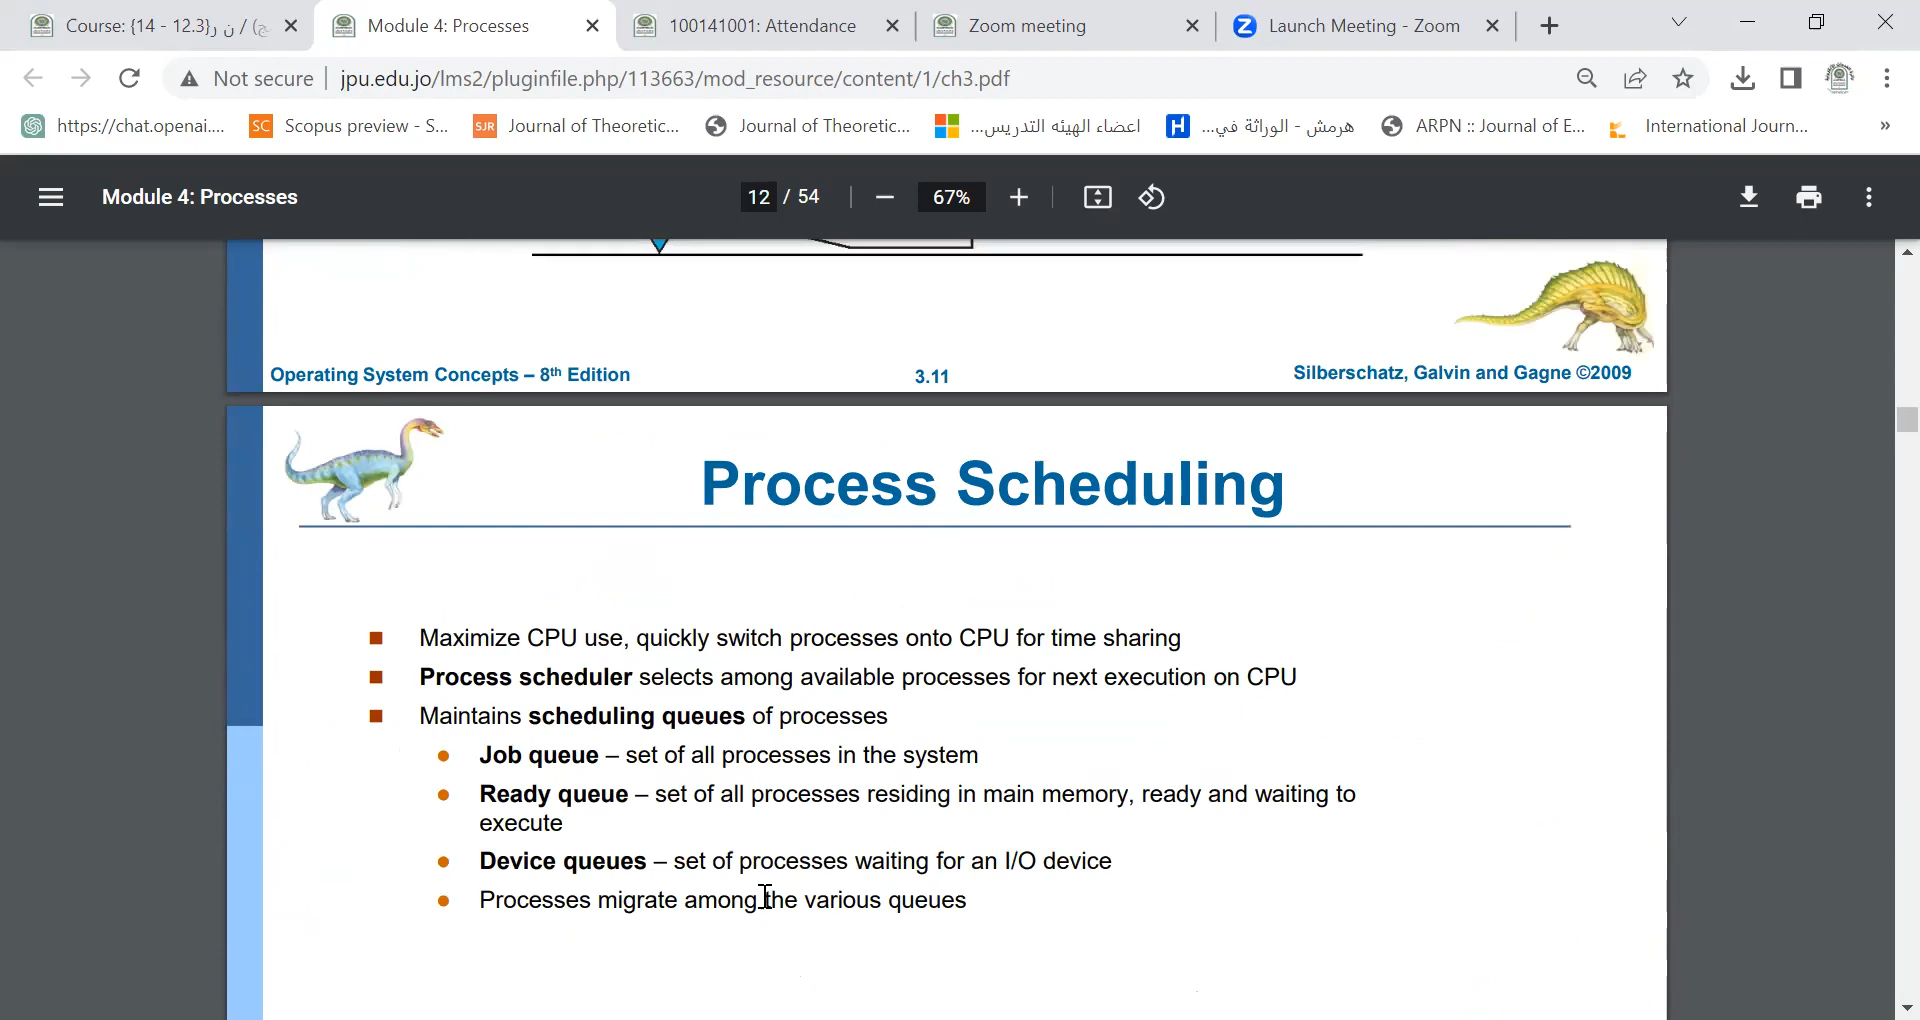 Course: {14 - 12.3}ن ر / (ج
Module 4: Processes
100141001: Attendance
Zoom meeting
Launch Meeting - Zoom
Not secure
jpu.edu.jo/lms2/pluginfile.php/113663/mod_resource/content/1/ch3.pdf
https://chat.openai....
SC
Scopus preview - S...
SJR
Journal of Theoretic...
Journal of Theoretic...
اعضاء الهيئه التدريس...
H
هرمش - الوراثة في...
ARPN :: Journal of E...
International Journ...
»
Module 4: Processes
12 / 54
67%
Operating System Concepts – 8th Edition
3.11
Silberschatz, Galvin and Gagne ©2009
Process Scheduling
Maximize CPU use, quickly switch processes onto CPU for time sharing
Process scheduler selects among available processes for next execution on CPU
Maintains scheduling queues of processes
Job queue – set of all processes in the system
Ready queue – set of all processes residing in main memory, ready and waiting to
execute
Device queues – set of processes waiting for an I/O device
Processes migrate among the various queues